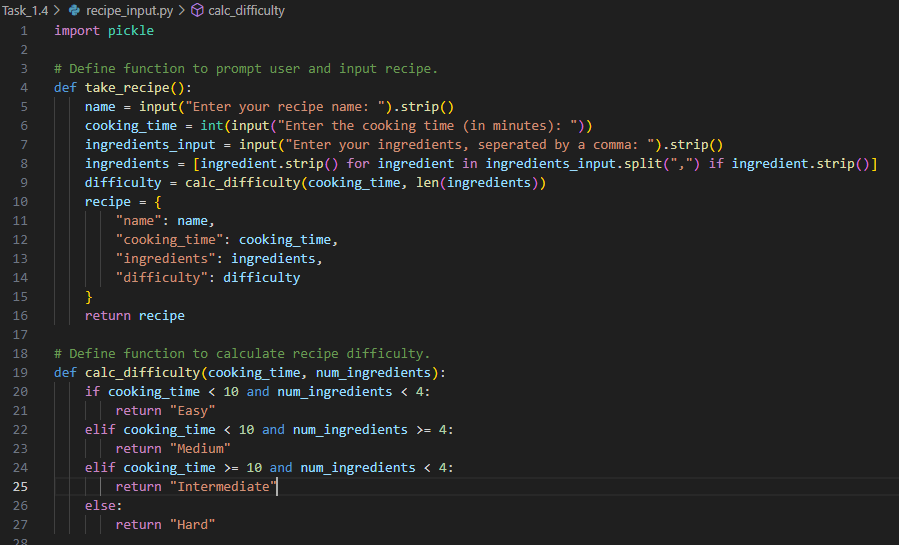 Task_1.4 > recipe_input.py > calc_difficulty
1 import pickle
2
3 # Define function to prompt user and input recipe.
4 def take_recipe():
5     name = input("Enter your recipe name: ").strip()
6     cooking_time = int(input("Enter the cooking time (in minutes): "))
7     ingredients_input = input("Enter your ingredients, seperated by a comma: ").strip()
8     ingredients = [ingredient.strip() for ingredient in ingredients_input.split(",") if ingredient.strip()]
9     difficulty = calc_difficulty(cooking_time, len(ingredients))
10     recipe = {
11         "name": name,
12         "cooking_time": cooking_time,
13         "ingredients": ingredients,
14         "difficulty": difficulty
15     }
16     return recipe
17
18 # Define function to calculate recipe difficulty.
19 def calc_difficulty(cooking_time, num_ingredients):
20     if cooking_time < 10 and num_ingredients < 4:
21         return "Easy"
22     elif cooking_time < 10 and num_ingredients >= 4:
23         return "Medium"
24     elif cooking_time >= 10 and num_ingredients < 4:
25         return "Intermediate"
26     else:
27         return "Hard"
28